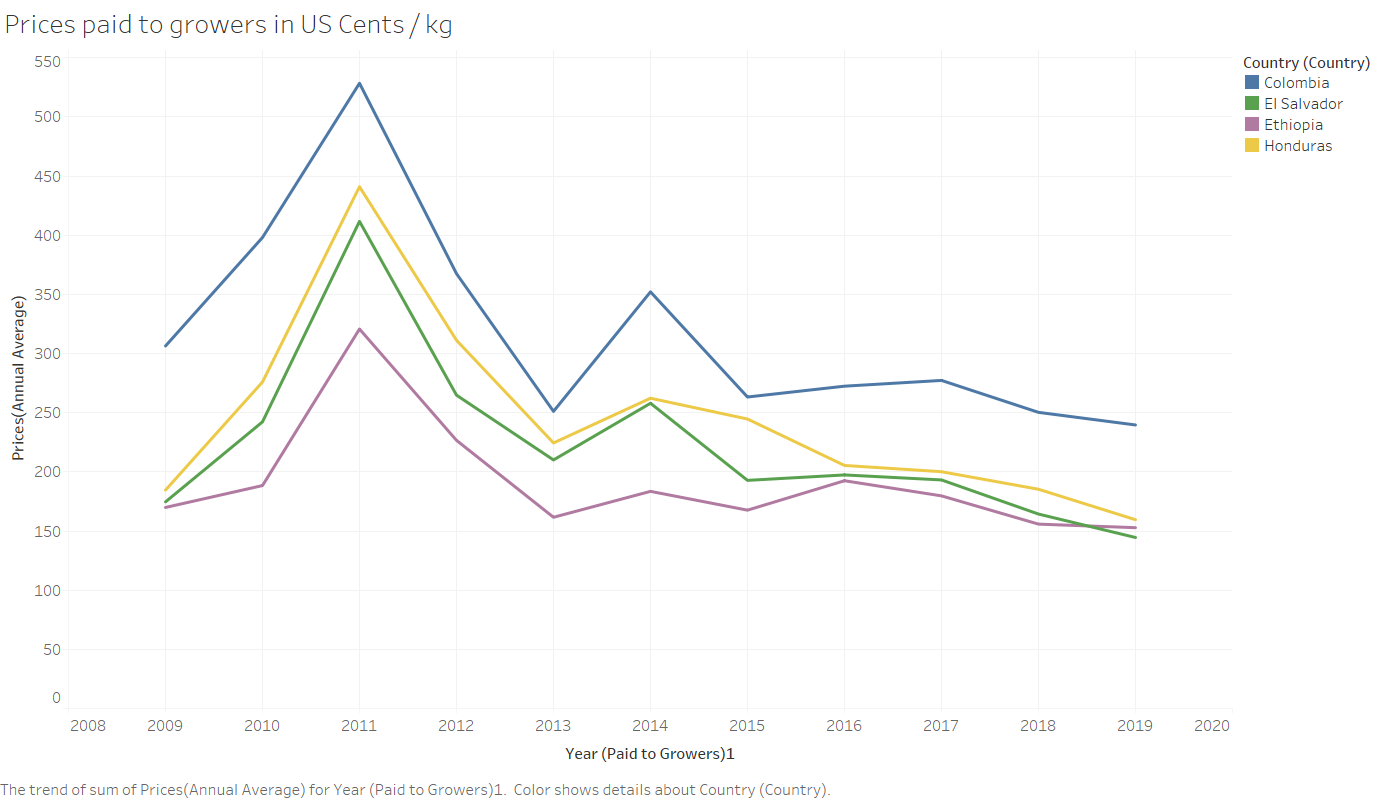 Prices paid to growers in US Cents / kg
Country (Country)
Colombia
El Salvador
Ethiopia
Honduras
Prices(Annual Average)
550
500
450
400
350
300
250
200
150
100
50
0
2008 2009 2010 2011 2012 2013 2014 2015 2016 2017 2018 2019 2020
Year (Paid to Growers)1
The trend of sum of Prices(Annual Average) for Year (Paid to Growers)1. Color shows details about Country (Country).